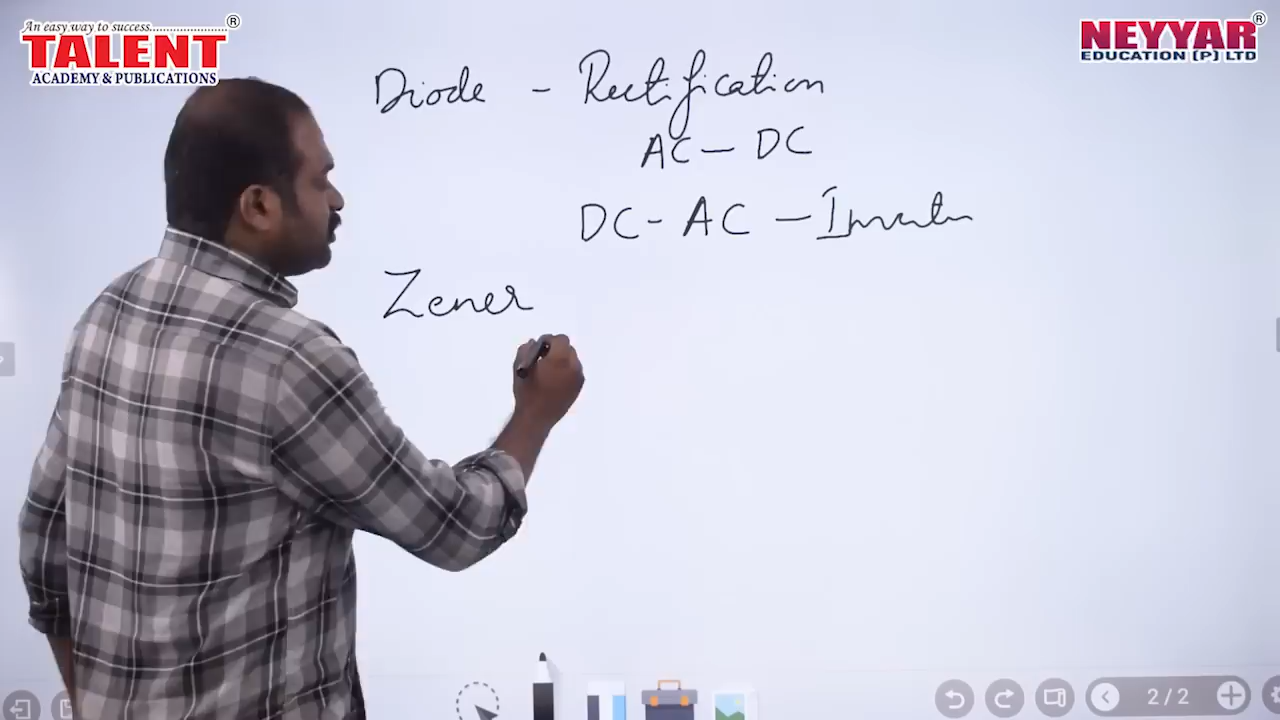 An easy way to success.....................®
TALENT
ACADEMY & PUBLICATIONS
NEYYAR®
EDUCATION (P) LTD
Diode - Rectification
AC - DC
DC - AC -
Zener
2/2